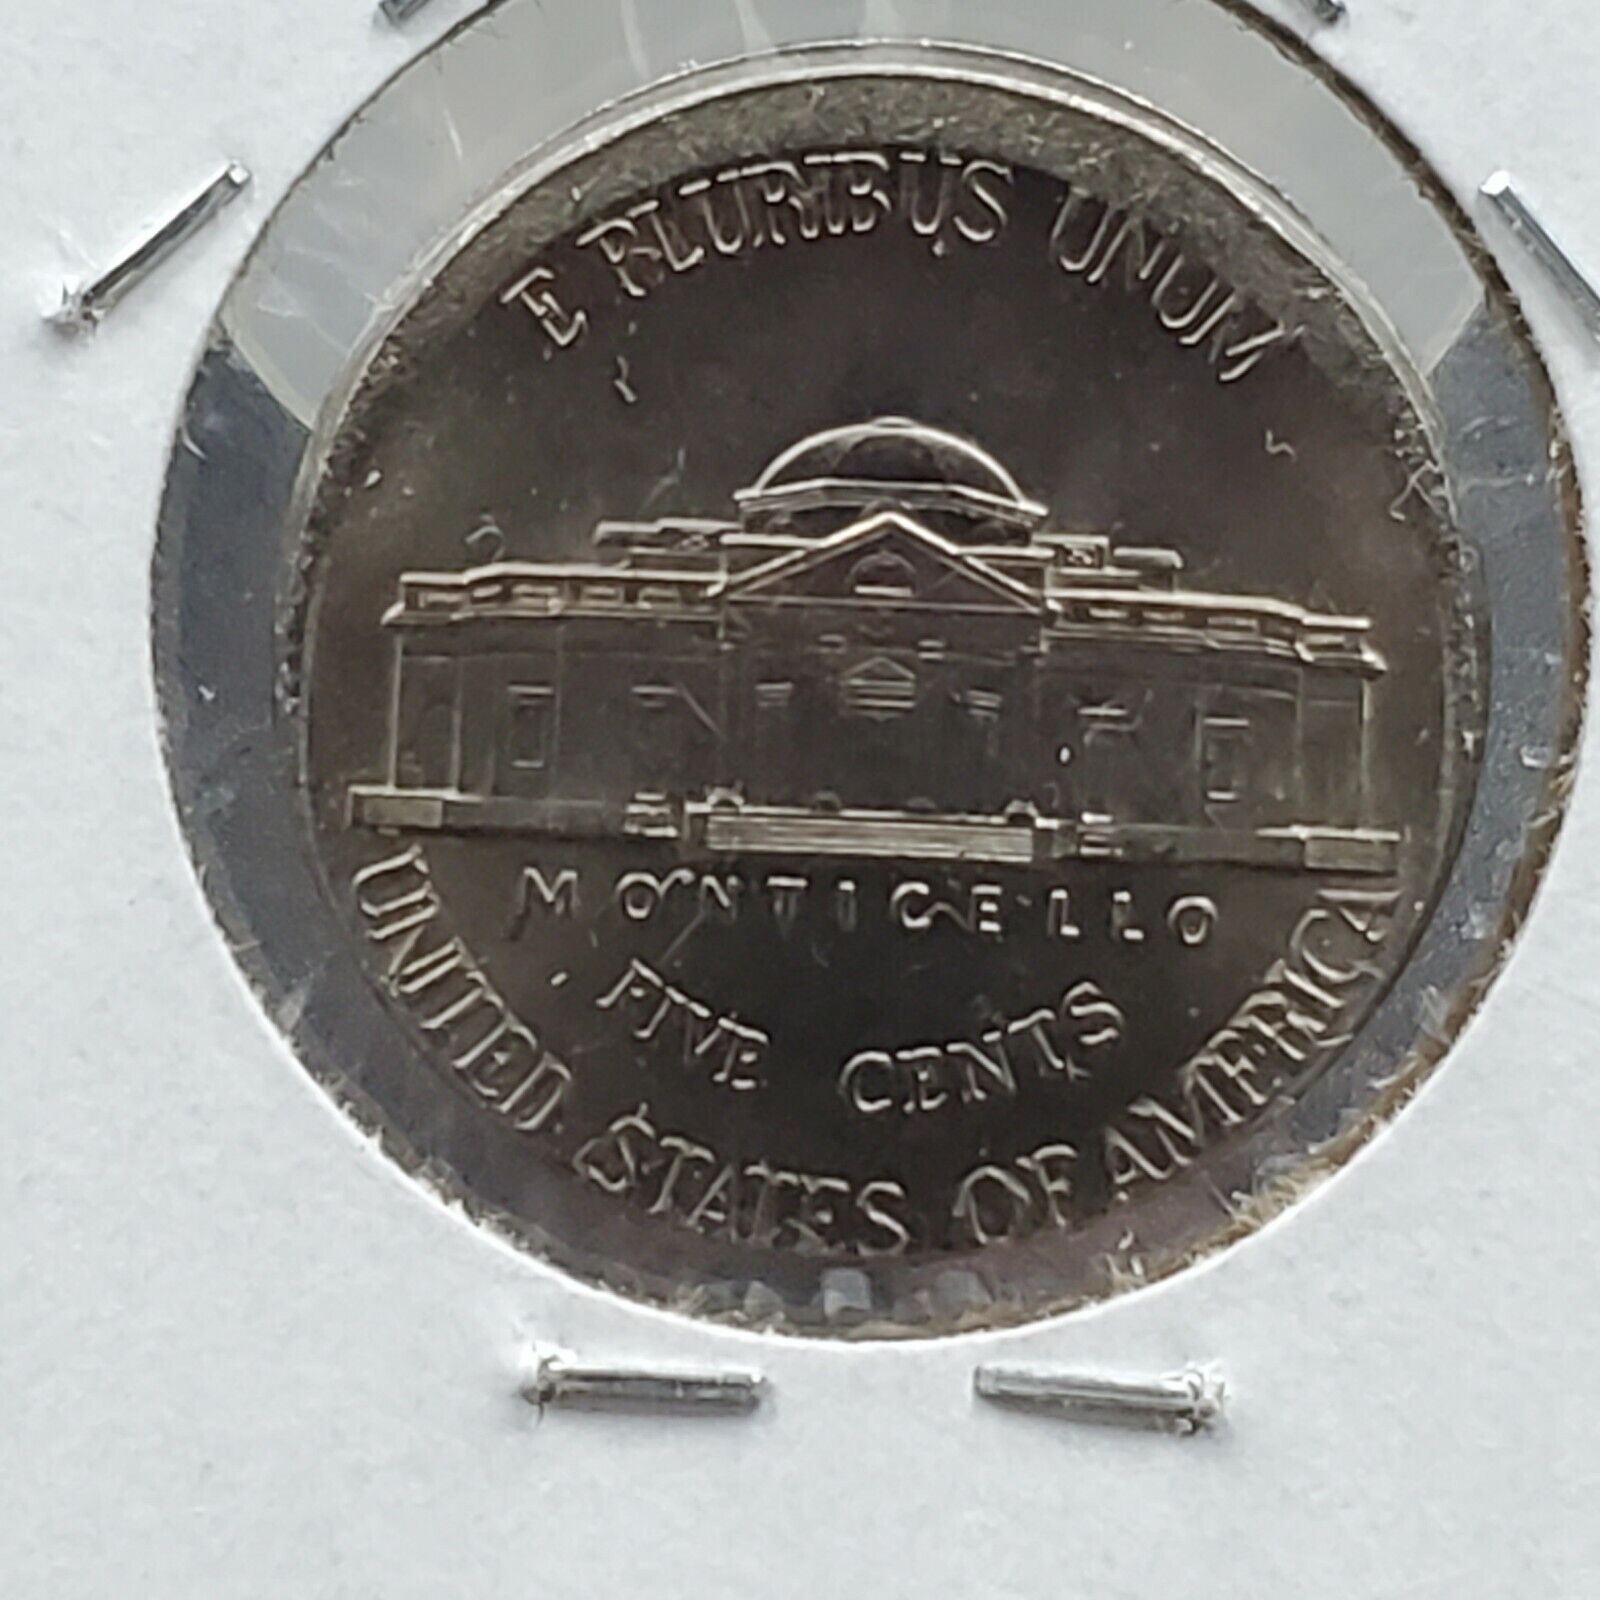 E PLURIBUS UNUM
MONTICELLO
FIVE CENTS
UNITED STATES OF AMERICA